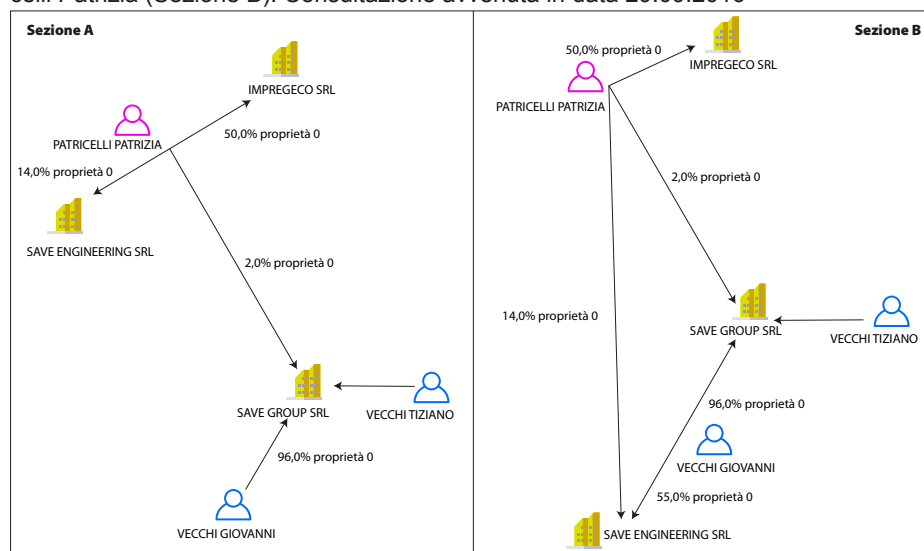 Sezione A
IMPREGECO SRL
PATRICELLI PATRIZIA
50,0% proprietà 0
14,0% proprietà 0
SAVE ENGINEERING SRL
2,0% proprietà 0
SAVE GROUP SRL
VECCHI TIZIANO
96,0% proprietà 0
VECCHI GIOVANNI
Sezione B
50,0% proprietà 0
IMPREGECO SRL
PATRICELLI PATRIZIA
2,0% proprietà 0
14,0% proprietà 0
SAVE GROUP SRL
VECCHI TIZIANO
96,0% proprietà 0
VECCHI GIOVANNI
55,0% proprietà 0
SAVE ENGINEERING SRL